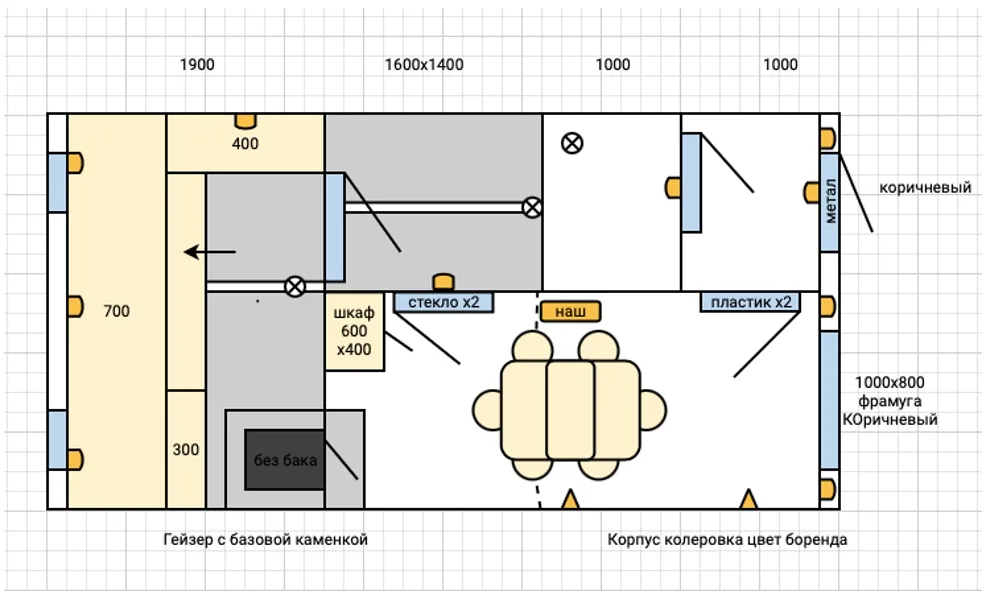 1900
1600x1400
1000
1000
400
коричневый
метал
700
стекло x2
наш
пластик x2
шкаф
600
x400
1000x800
фрамуга
КОричневый
300
без бака
Гейзер с базовой каменкой
Корпус колеровка цвет боренда